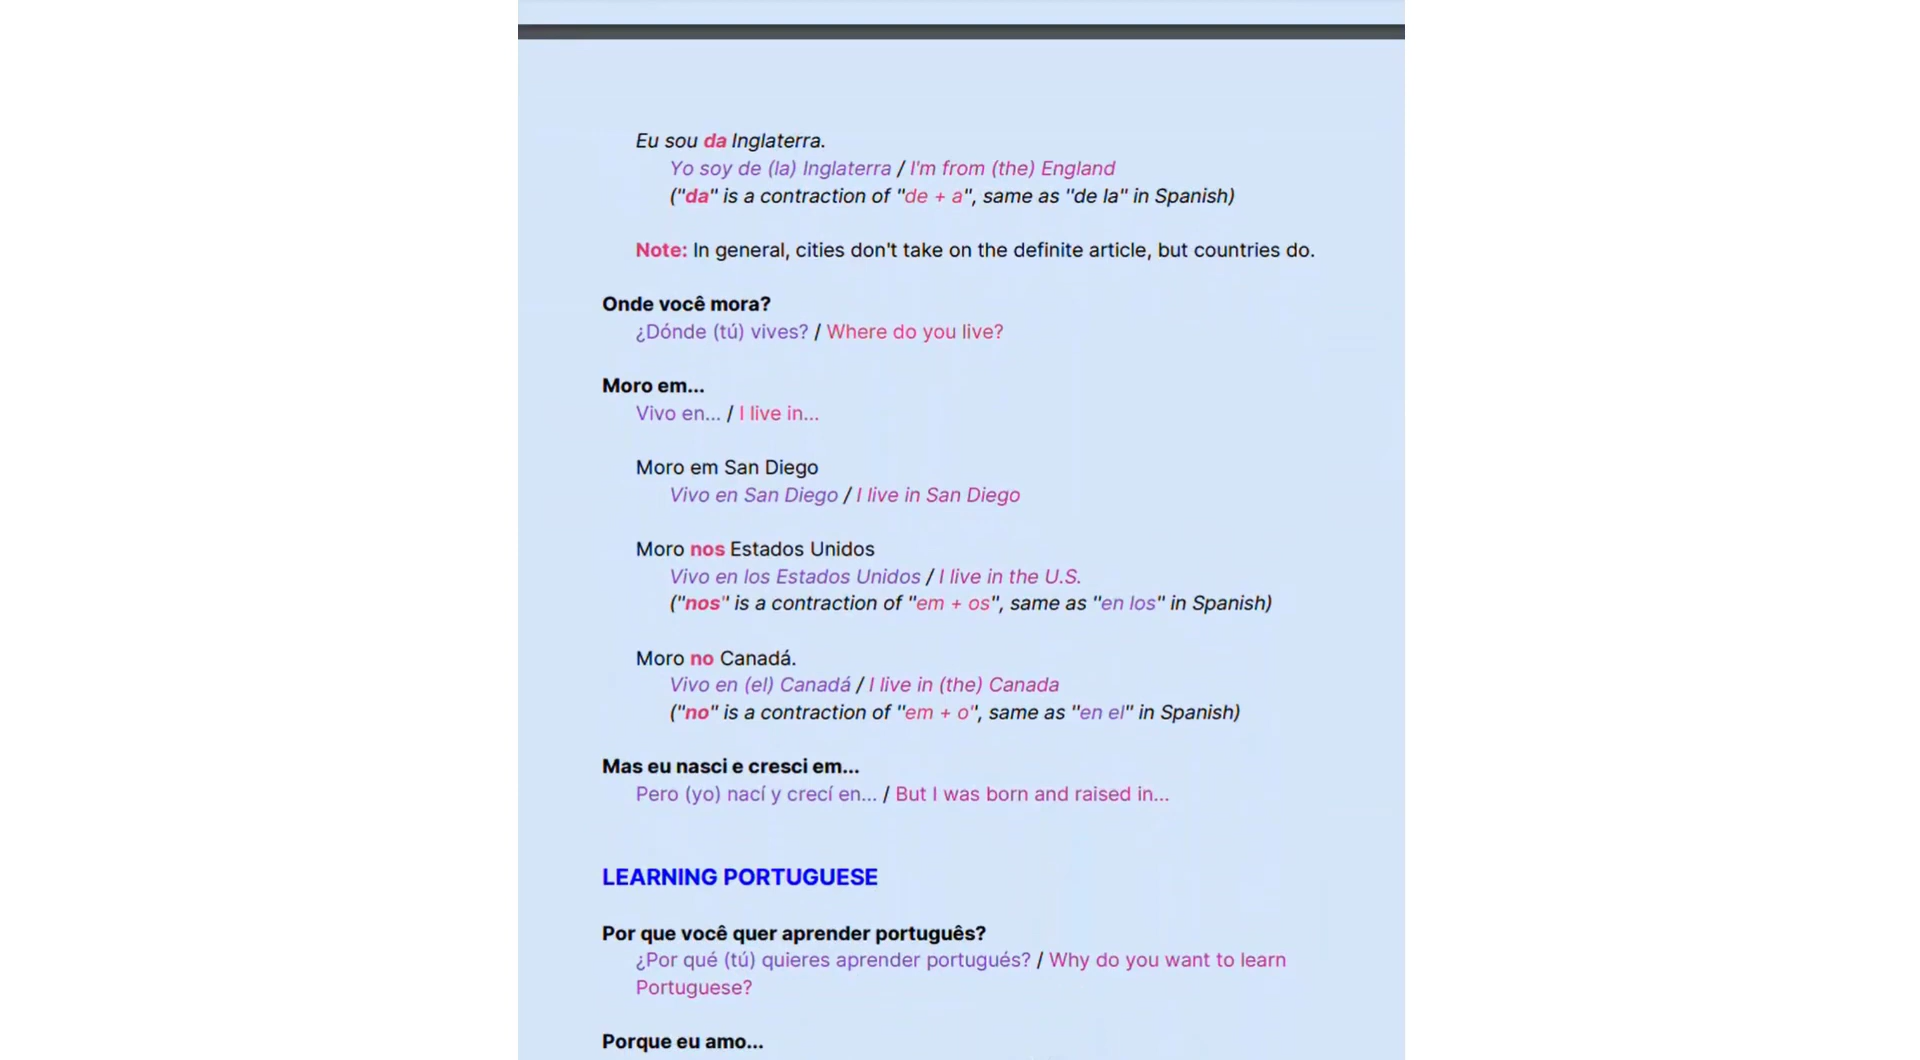 Eu sou da Inglaterra.
Yo soy de (la) Inglaterra / I'm from (the) England
("da" is a contraction of "de + a", same as "de la" in Spanish)
Note: In general, cities don't take on the definite article, but countries do.
Onde você mora?
¿Dónde (tú) vives? / Where do you live?
Moro em...
Vivo en... / I live in...
Moro em San Diego
Vivo en San Diego / I live in San Diego
Moro nos Estados Unidos
Vivo en los Estados Unidos / I live in the U.S.
("nos" is a contraction of "em + os", same as "en los" in Spanish)
Moro no Canadá.
Vivo en (el) Canadá / I live in (the) Canada
("no" is a contraction of "em + o", same as "en el" in Spanish)
Mas eu nasci e cresci em...
Pero (yo) nací y crecí en... / But I was born and raised in...
LEARNING PORTUGUESE
Por que você quer aprender português?
¿Por qué (tú) quieres aprender portugués? / Why do you want to learn
Portuguese?
Porque eu amo...